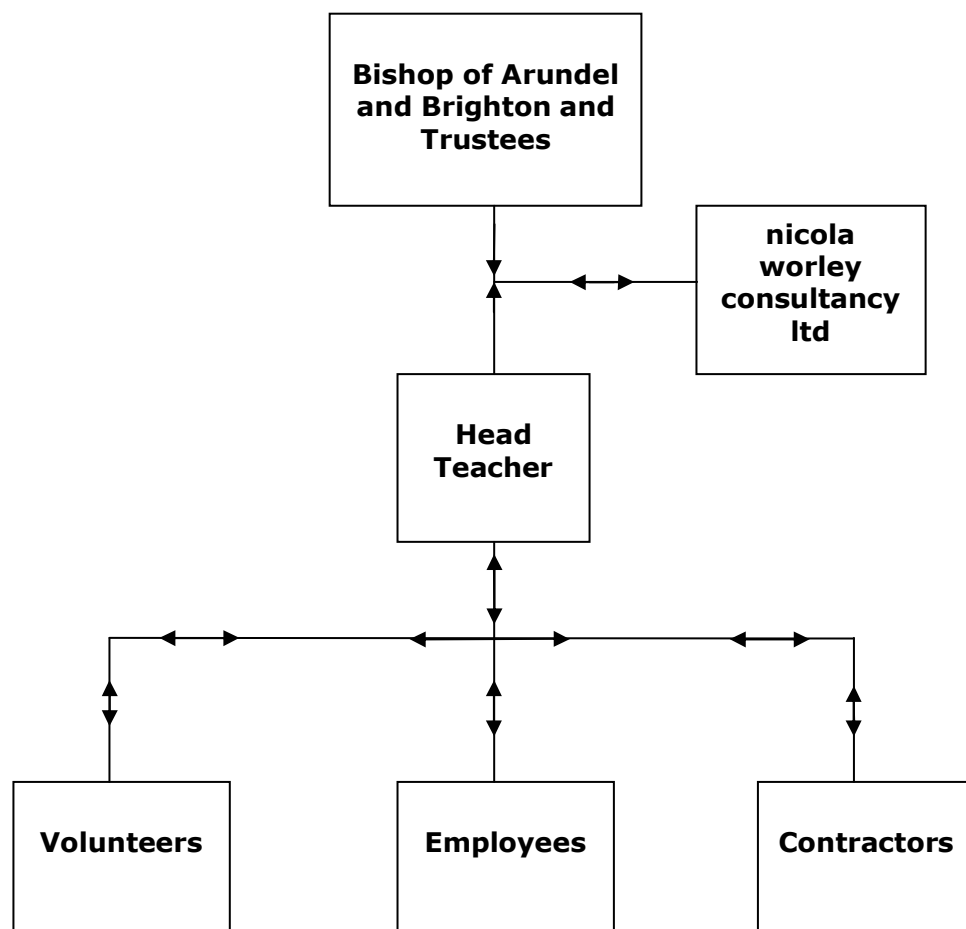 Bishop of Arundel
and Brighton and
Trustees
nicola
worley
consultancy
ltd
Head
Teacher
Volunteers
Employees
Contractors